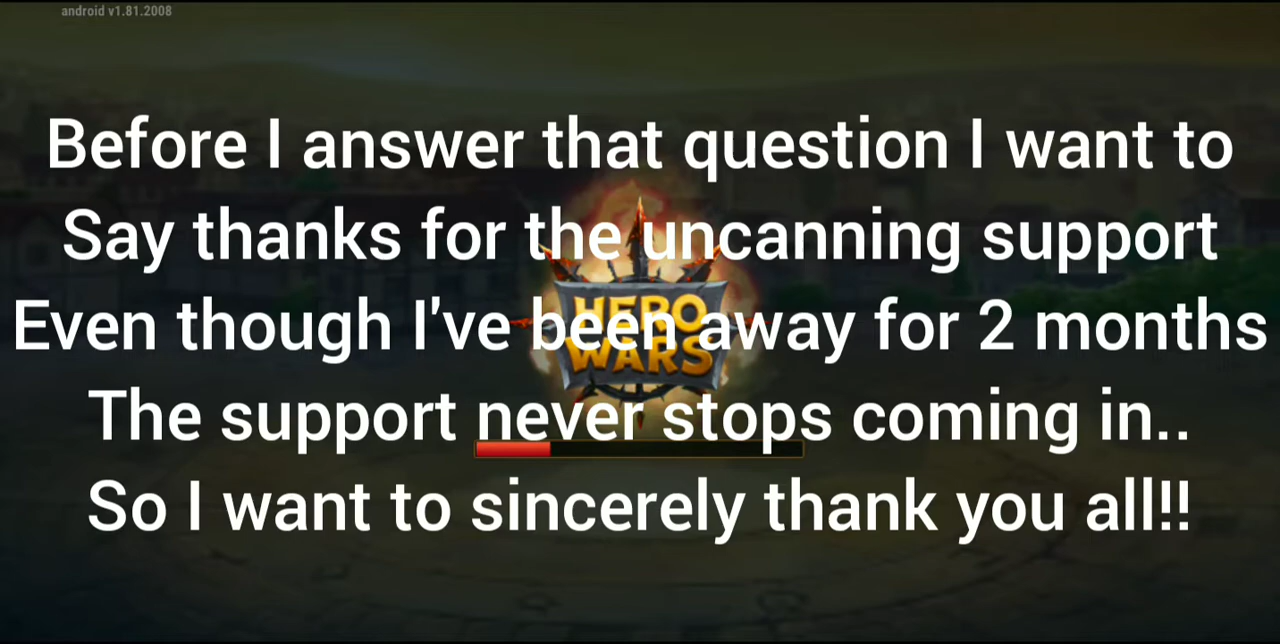 android v1.81.2008
Before I answer that question I want to
Say thanks for the uncanning support
HERO
Even though I've been away for 2 months
WARS
The support never stops coming in..
So I want to sincerely thank you all!!